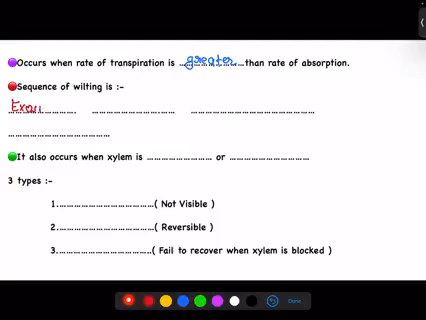 Occurs when rate of transpiration is ...greater...than rate of absorption.
Sequence of wilting is :-
........................ ............................ ..........................................
..................................
It also occurs when xylem is ...................... or ...........................
3 types :-
1.................................( Not Visible )
2.................................( Reversible )
3................................( Fail to recover when xylem is blocked )
Done